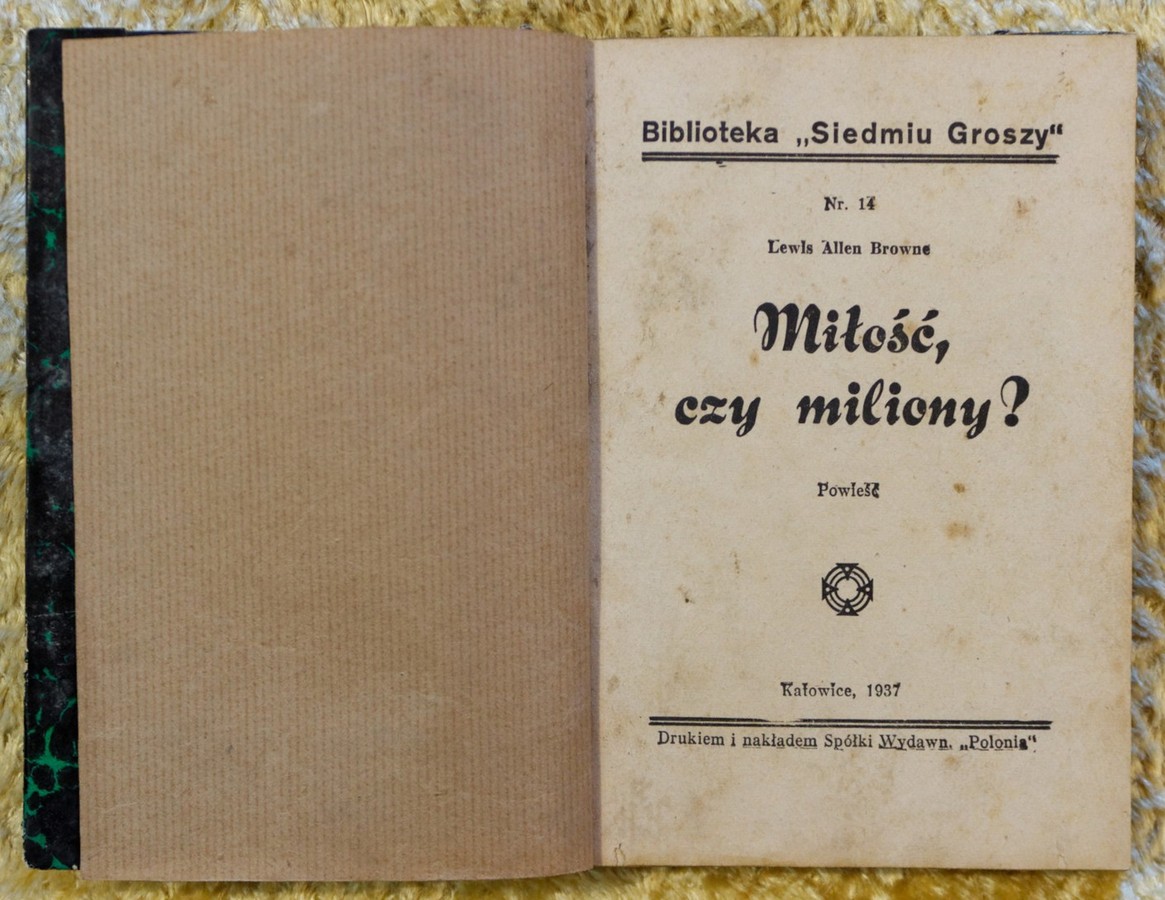 Biblioteka „Siedmiu Groszy“
Nr. 14
Lewis Allen Browne
Miłość,
czy miliony?
Powieść
Katowice, 1937
Drukiem i nakładem Spółki Wydawn. „Polonia“